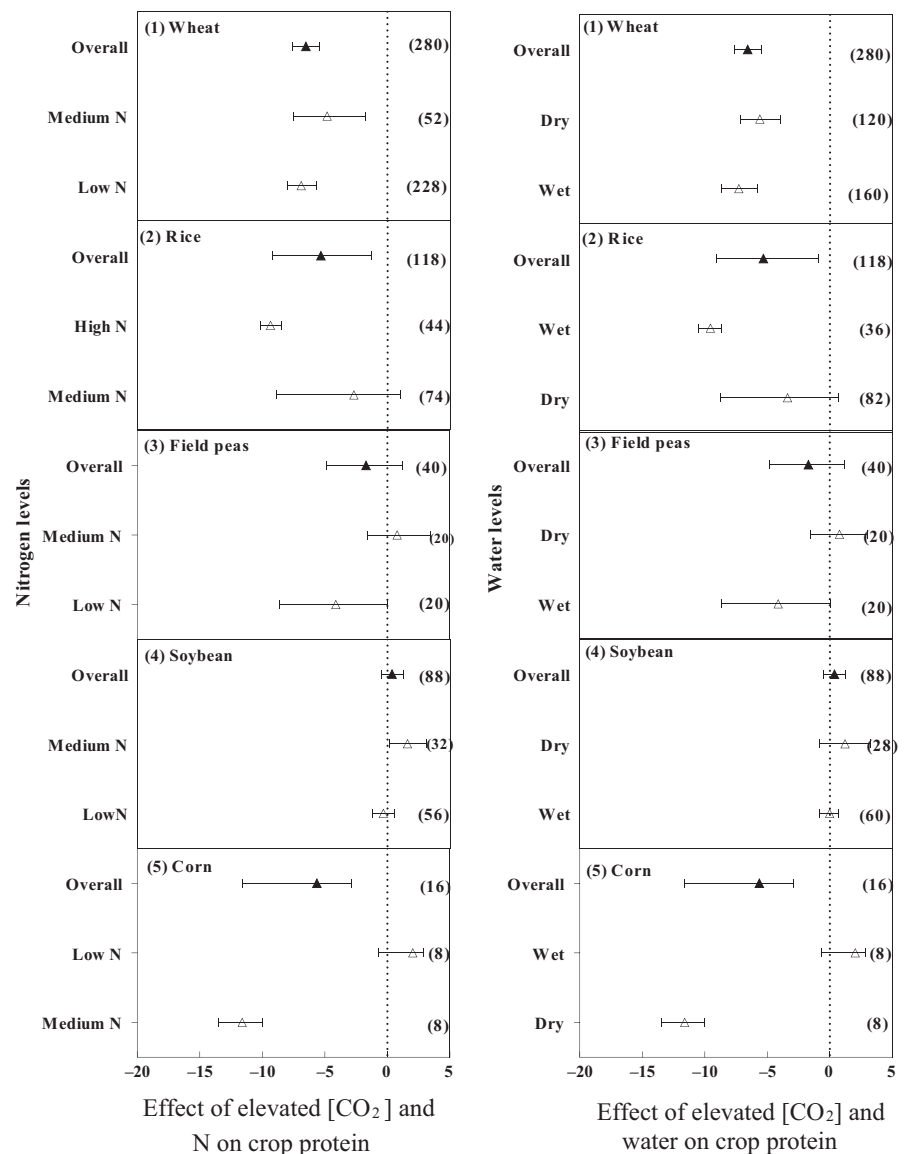 (1) Wheat
Overall (280)
Medium N (52)
Low N (228)
(2) Rice
Overall (118)
High N (44)
Medium N (74)
(3) Field peas
Overall (40)
Medium N (20)
Low N (20)
(4) Soybean
Overall (88)
Medium N (32)
LowN (56)
(5) Corn
Overall (16)
Low N (8)
Medium N (8)
Nitrogen levels
−20 −15 −10 −5 0 5
Effect of elevated [CO₂] and
N on crop protein
(1) Wheat
Overall (280)
Dry (120)
Wet (160)
(2) Rice
Overall (118)
Wet (36)
Dry (82)
(3) Field peas
Overall (40)
Dry (20)
Wet (20)
(4) Soybean
Overall (88)
Dry (28)
Wet (60)
(5) Corn
Overall (16)
Wet (8)
Dry (8)
Water levels
−20 −15 −10 −5 0 5
Effect of elevated [CO₂] and
water on crop protein